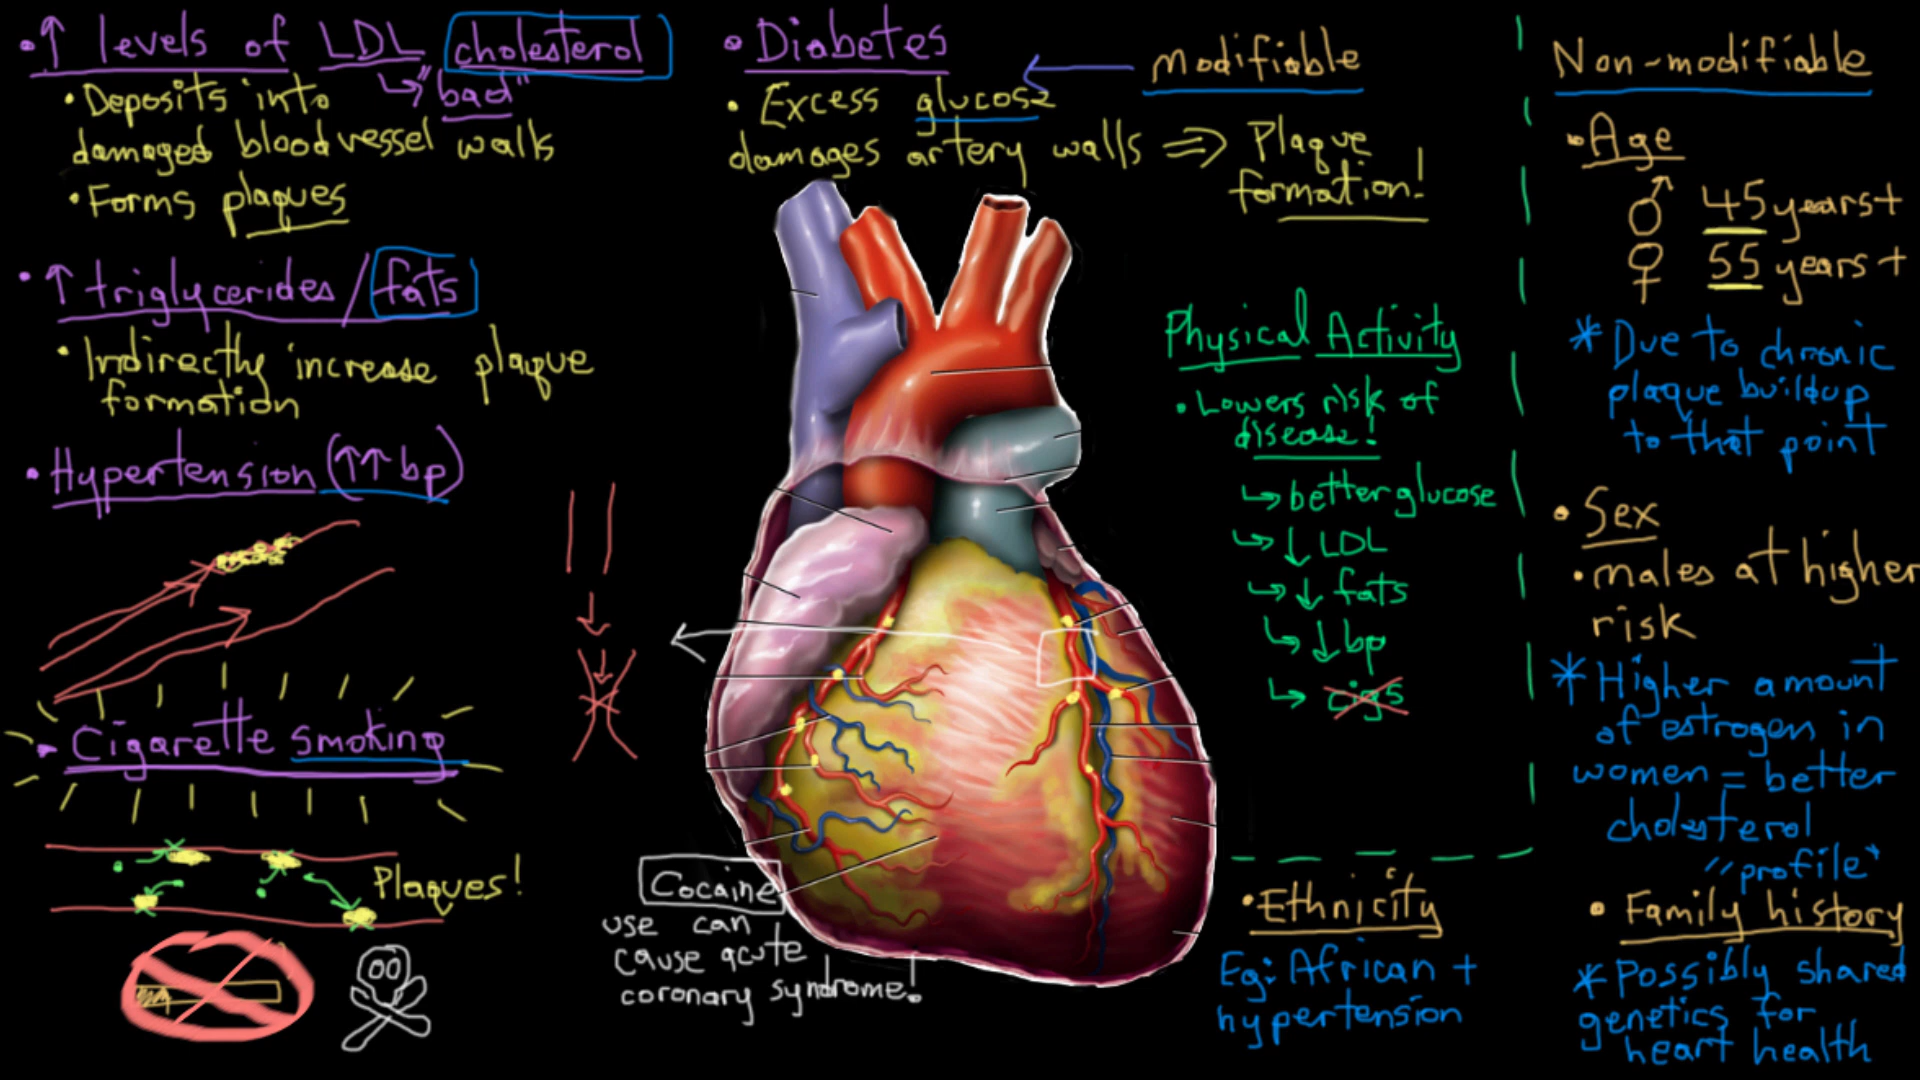 • ↑ levels of LDL cholesterol
↳ "bad"
• Deposits into
damaged blood vessel walls
• Forms plaques
• ↑ triglycerides / fats
• Indirectly increase plaque
formation
• Hypertension (↑↑ bp)
• Cigarette smoking
Plaques!
• Diabetes
• Excess glucose
damages artery walls ⇒ Plaque
formation!
Cocaine
use can
cause acute
coronary syndrome!
Modifiable
Physical Activity
• Lowers risk of
disease!
↳ better glucose
↳ ↓ LDL
↳ ↓ fats
↳ ↓ bp
↳ cigs
Non-modifiable
• Age
♂ 45 years+
♀ 55 years+
* Due to chronic
plaque buildup
to that point
• Sex
• males at higher
risk
* Higher amount
of estrogen in
women = better
cholesterol
"profile"
• Ethnicity
Eg: African +
hypertension
• Family history
* Possibly shared
genetics for
heart health